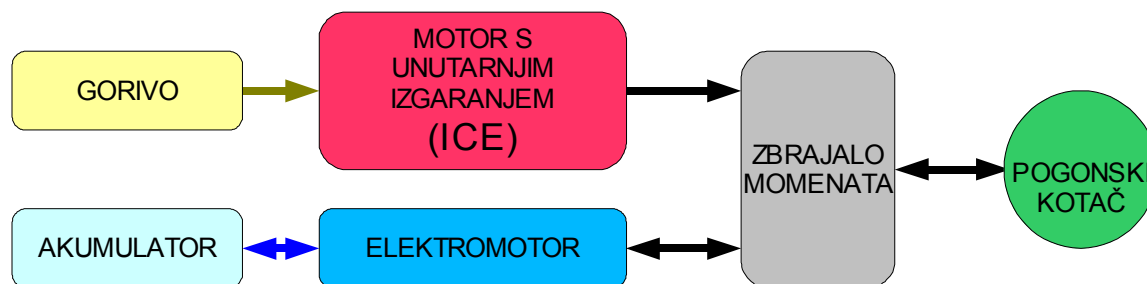 GORIVO
MOTOR S
UNUTARNJIM
IZGARANJEM
(ICE)
AKUMULATOR
ELEKTROMOTOR
ZBRAJALO
MOMENATA
POGONSKI
KOTAČ